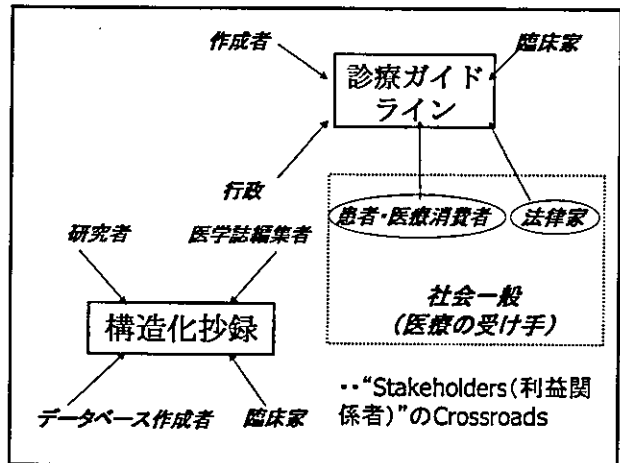 作成者
臨床家
診療ガイド
ライン
行政
患者・医療消費者
法律家
研究者
医学誌編集者
社会一般
(医療の受け手)
構造化抄録
データベース作成者
臨床家
‥“Stakeholders(利益関
係者)”のCrossroads